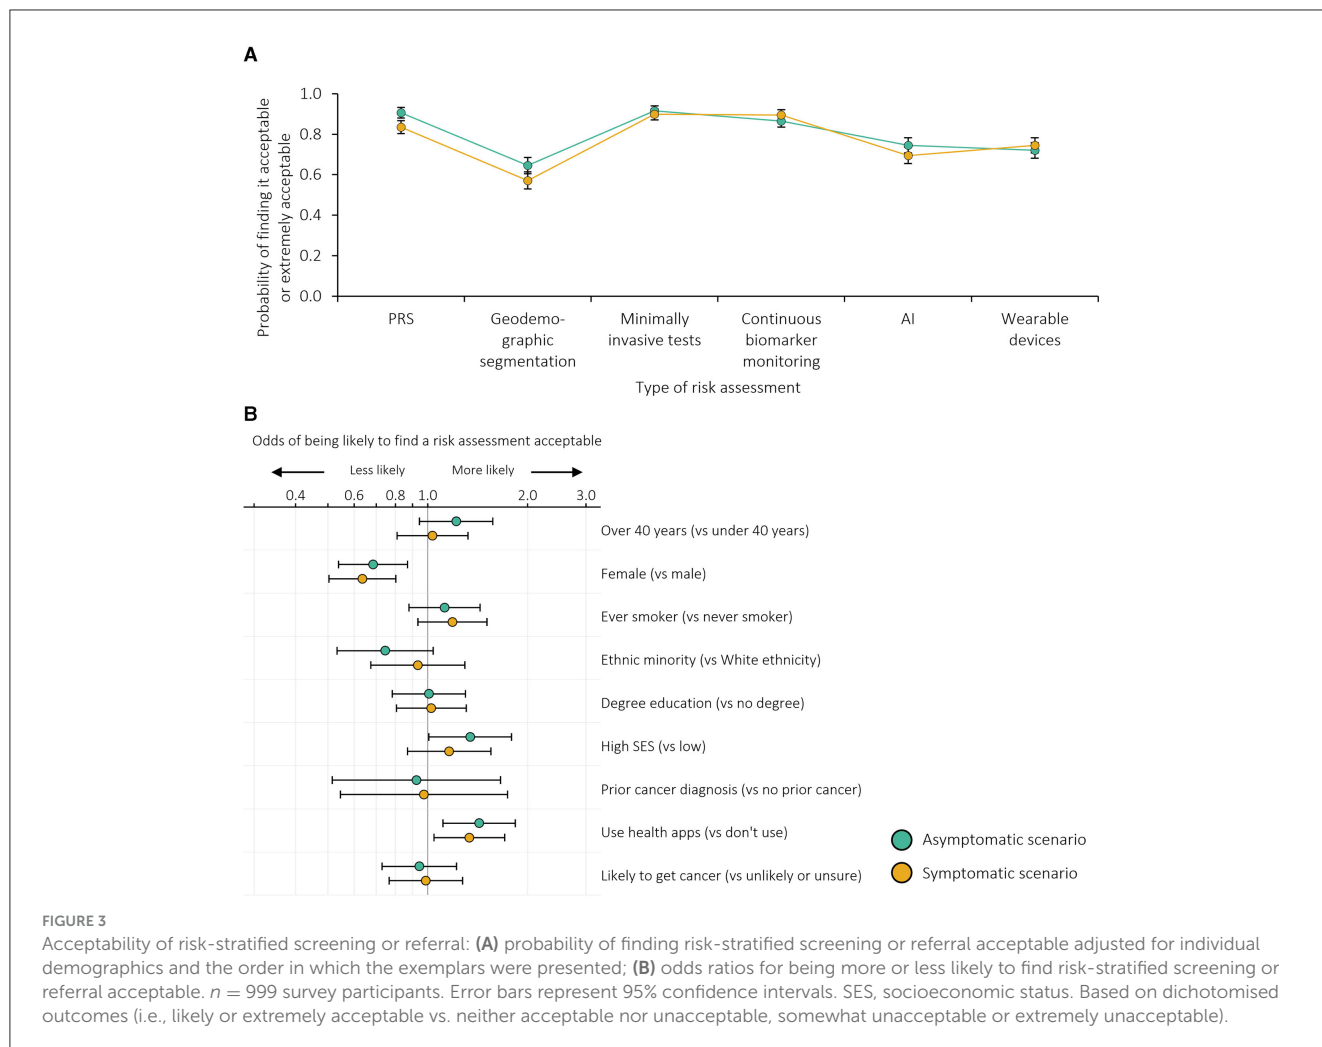 A
Probability of finding it acceptable
or extremely acceptable
1.0
0.8
0.6
0.4
0.2
0.0
PRS
Geodemo-
graphic
segmentation
Minimally
invasive tests
Continuous
biomarker
monitoring
AI
Wearable
devices
Type of risk assessment
B
Odds of being likely to find a risk assessment acceptable
Less likely
More likely
0.4 0.6 0.8 1.0 2.0 3.0
Over 40 years (vs under 40 years)
Female (vs male)
Ever smoker (vs never smoker)
Ethnic minority (vs White ethnicity)
Degree education (vs no degree)
High SES (vs low)
Prior cancer diagnosis (vs no prior cancer)
Use health apps (vs don't use)
Likely to get cancer (vs unlikely or unsure)
Asymptomatic scenario
Symptomatic scenario
FIGURE 3
Acceptability of risk-stratified screening or referral: (A) probability of finding risk-stratified screening or referral acceptable adjusted for individual
demographics and the order in which the exemplars were presented; (B) odds ratios for being more or less likely to find risk-stratified screening or
referral acceptable. n = 999 survey participants. Error bars represent 95% confidence intervals. SES, socioeconomic status. Based on dichotomised
outcomes (i.e., likely or extremely acceptable vs. neither acceptable nor unacceptable, somewhat unacceptable or extremely unacceptable).